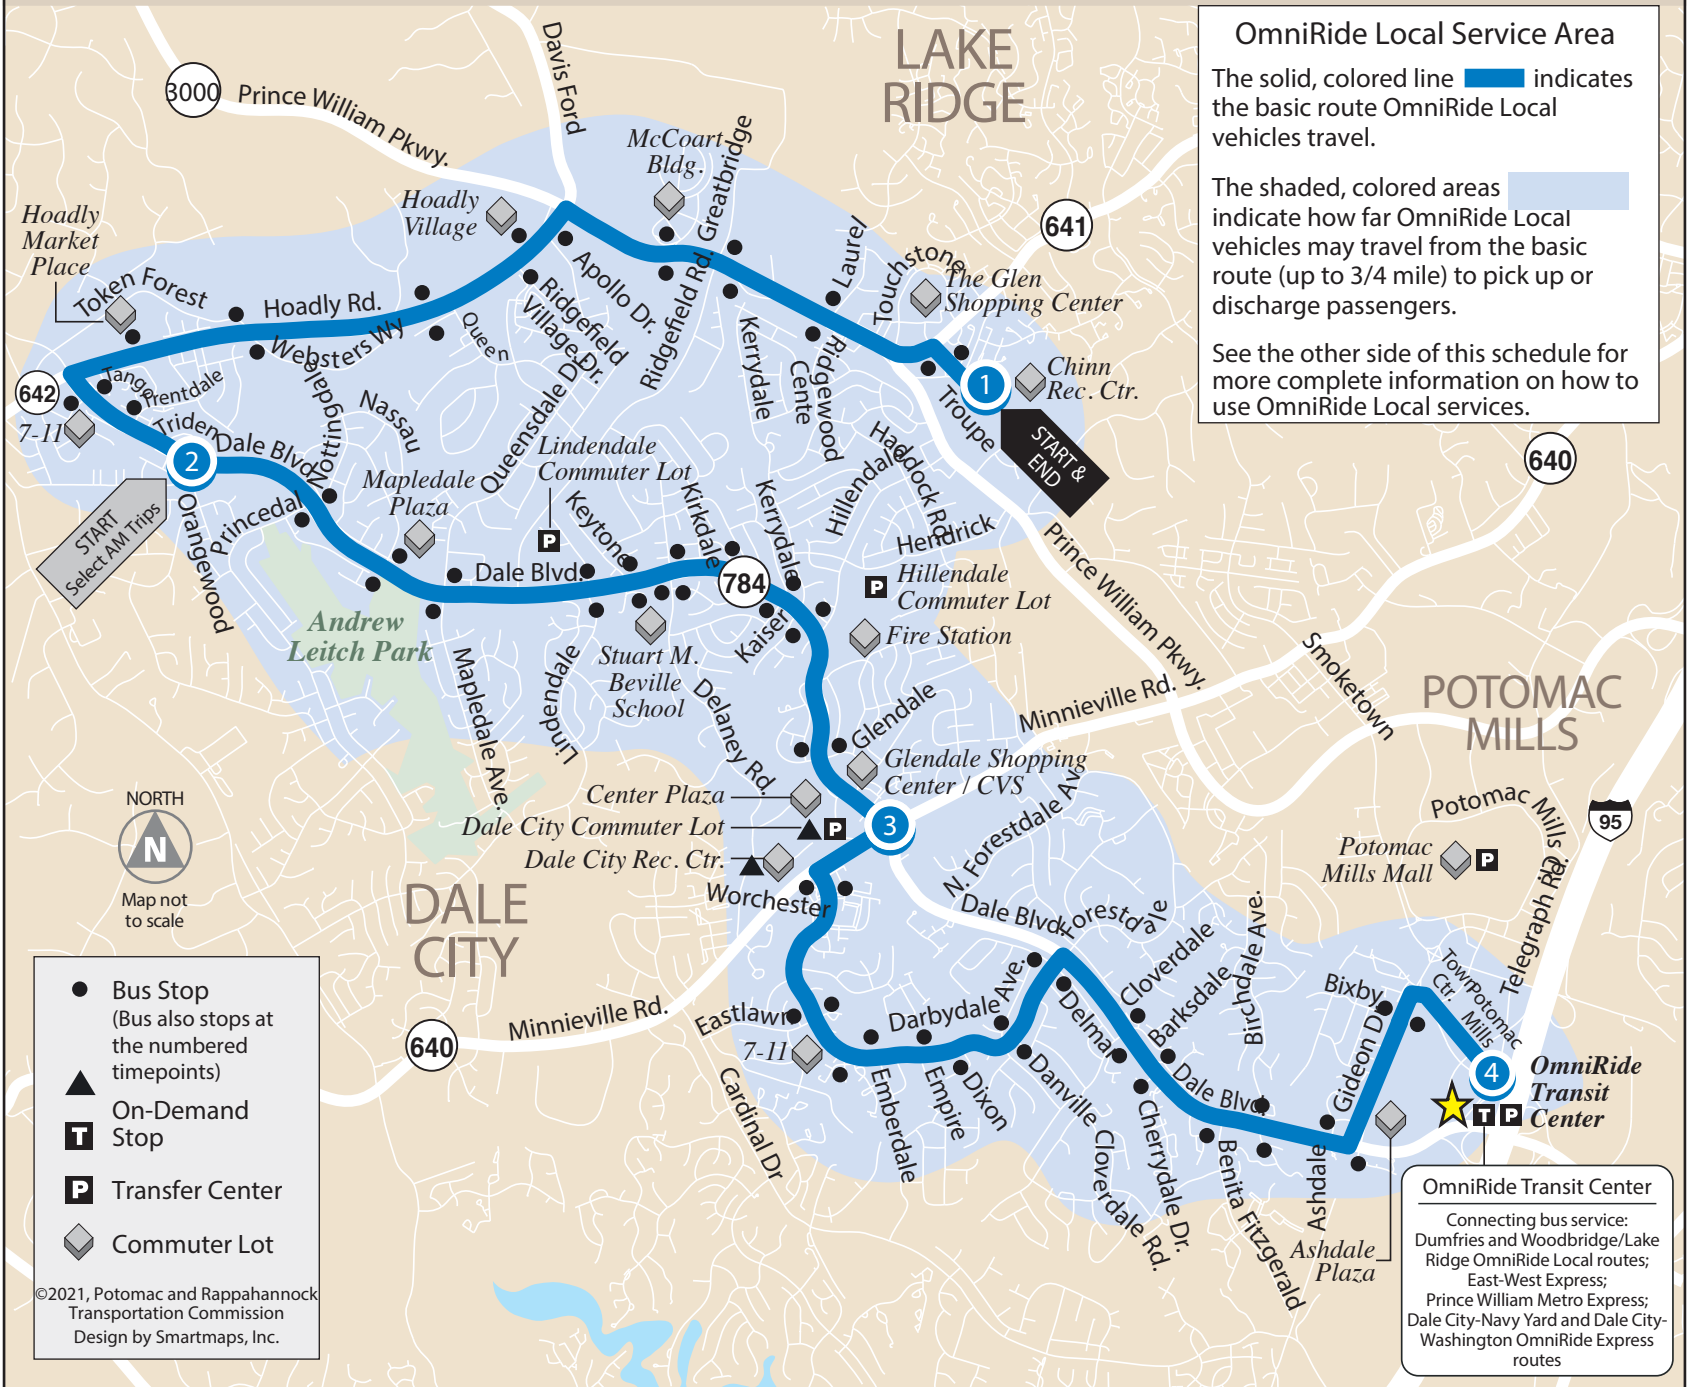 OmniRide Local Service Area
The solid, colored line indicates
the basic route OmniRide Local
vehicles travel.
The shaded, colored areas
indicate how far OmniRide Local
vehicles may travel from the basic
route (up to 3/4 mile) to pick up or
discharge passengers.
See the other side of this schedule for
more complete information on how to
use OmniRide Local services.
LAKE
RIDGE
3000
Prince William Pkwy.
Davis Ford
McCoart
Bldg.
Greatbridge
Hoadly
Village
Hoadly
Market
Place
641
Laurel
Touchstone
The Glen
Shopping Center
Token Forest
Hoadly Rd.
Apollo Dr.
Ridgefield
Village Dr.
Ridgefield Rd.
Websters Wy
Queen
Queensdale Dr.
Kerrydale
Ridgewood
Cente
1
Chinn
Rec. Ctr.
Troupe
START &
END
642
7-11
Tango
Trentdale
Triden
2
Dale Blvd.
Nottingdale
Nassau
START
Select AM Trips
Orangewood
Princedal
Mapledale
Plaza
Lindendale
Commuter Lot
P
Keytone
Kirkdale
Kerrydale
Hillendale
Haddock Rd.
Hendrick
640
Dale Blvd.
784
P
Hillendale
Commuter Lot
Fire Station
Prince William Pkwy.
Andrew
Leitch Park
Mapledale Ave.
Lindendale
Stuart M.
Beville
School
Kaiser
Delaney Rd.
Glendale
Minnieville Rd.
Smoketown
POTOMAC
MILLS
Glendale Shopping
Center / CVS
Center Plaza
Dale City Commuter Lot
P
Dale City Rec. Ctr.
3
Worchester
NORTH
N
Map not
to scale
DALE
CITY
N. Forestdale Av
Dale Blvd.
Forestdale
Potomac Mills Cir.
95
Potomac
Mills Mall
P
Telegraph Rd.
Cloverdale
Barksdale
Birchdale Ave.
Bixby
Town
Ctr.
Potomac
Mills
Potomac
Minnieville Rd.
640
Eastlawn
7-11
Darbydale
Ave.
Delmar
Dale Blvd.
Gideon Dr
4
OmniRide
Transit
Center
T
P
Cardinal Dr
Emberdale
Empire
Dixon
Danville
Cloverdale Rd.
Cherrydale Dr.
Benita Fitzgerald
Ashdale
Ashdale
Plaza
Bus Stop
(Bus also stops at
the numbered
timepoints)
On-Demand
Stop
T
P
Transfer Center
Commuter Lot
©2021, Potomac and Rappahannock
Transportation Commission
Design by Smartmaps, Inc.
OmniRide Transit Center
Connecting bus service:
Dumfries and Woodbridge/Lake
Ridge OmniRide Local routes;
East-West Express;
Prince William Metro Express;
Dale City-Navy Yard and Dale City-
Washington OmniRide Express
routes